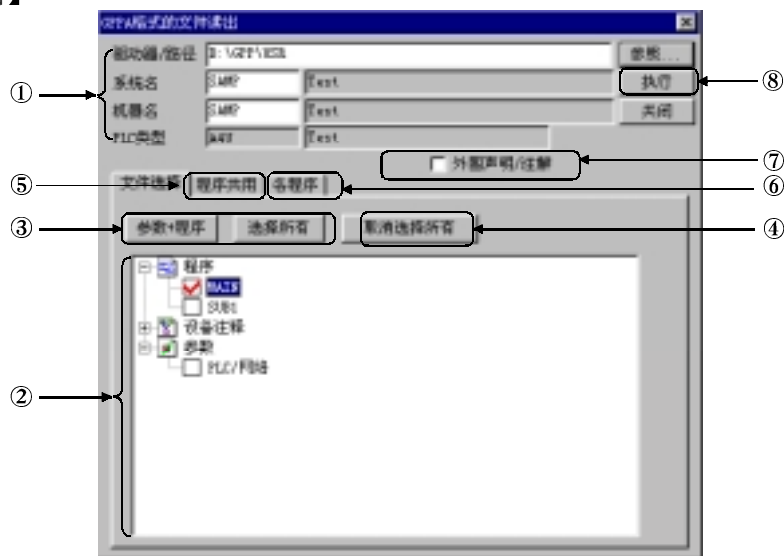 GPPA格式的文件读出
驱动器/路径 D:\GPP\USR 参照...
系统名 SAMP Test 执行
机器名 SAMP Test 关闭
PLC类型 A4U Test
外围声明/注解
文件选择 程序共用 各程序
参数+程序 选择所有 取消选择所有
程序
MAIN
SUB1
设备注释
参数
PLC/网络
①
②
③
④
⑤
⑥
⑦
⑧